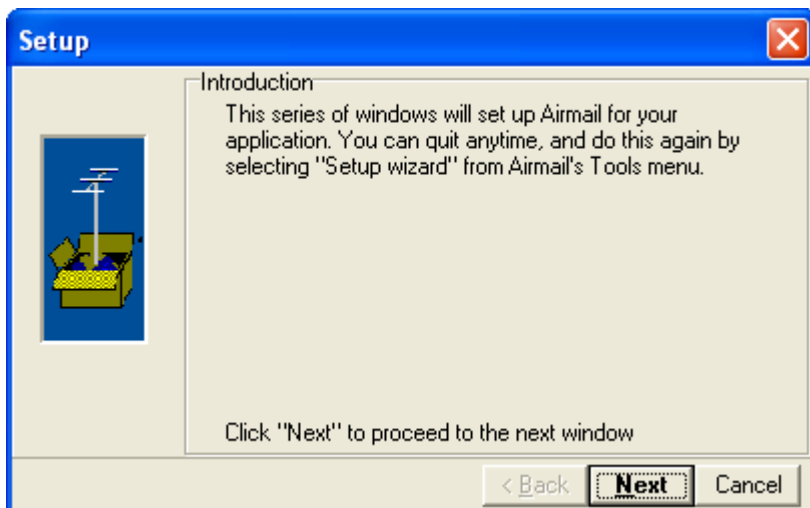 Setup
Introduction
This series of windows will set up Airmail for your
application. You can quit anytime, and do this again by
selecting "Setup wizard" from Airmail's Tools menu.
Click "Next" to proceed to the next window
< Back Next Cancel